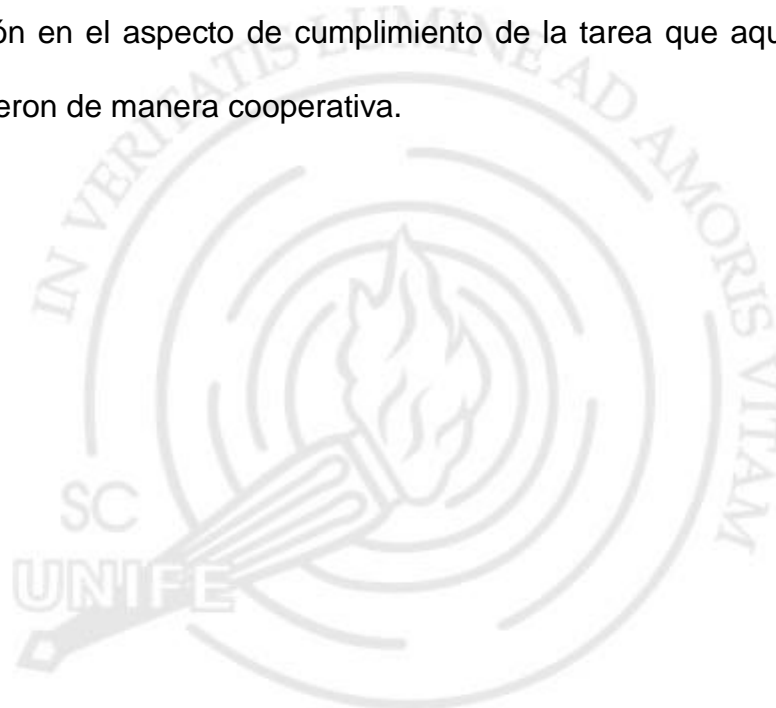 ón en el aspecto de cumplimiento de la tarea que aqu
eron de manera cooperativa.
IN VERITATIS LUMINE AD AMORIS VITAM
SC
UNIFE